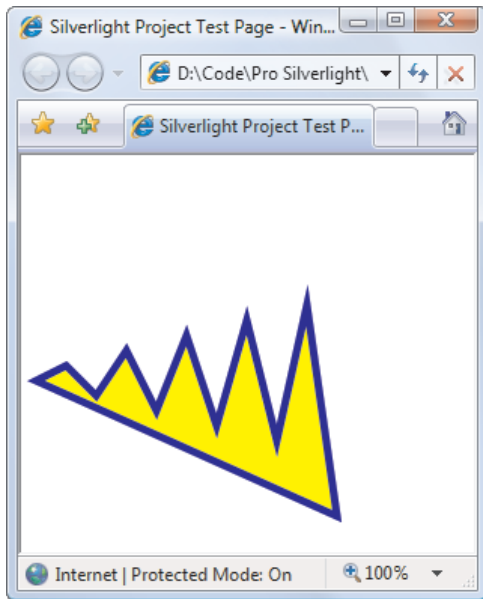 Silverlight Project Test Page - Win...
D:\Code\Pro Silverlight\
Silverlight Project Test P...
Internet | Protected Mode: On
100%